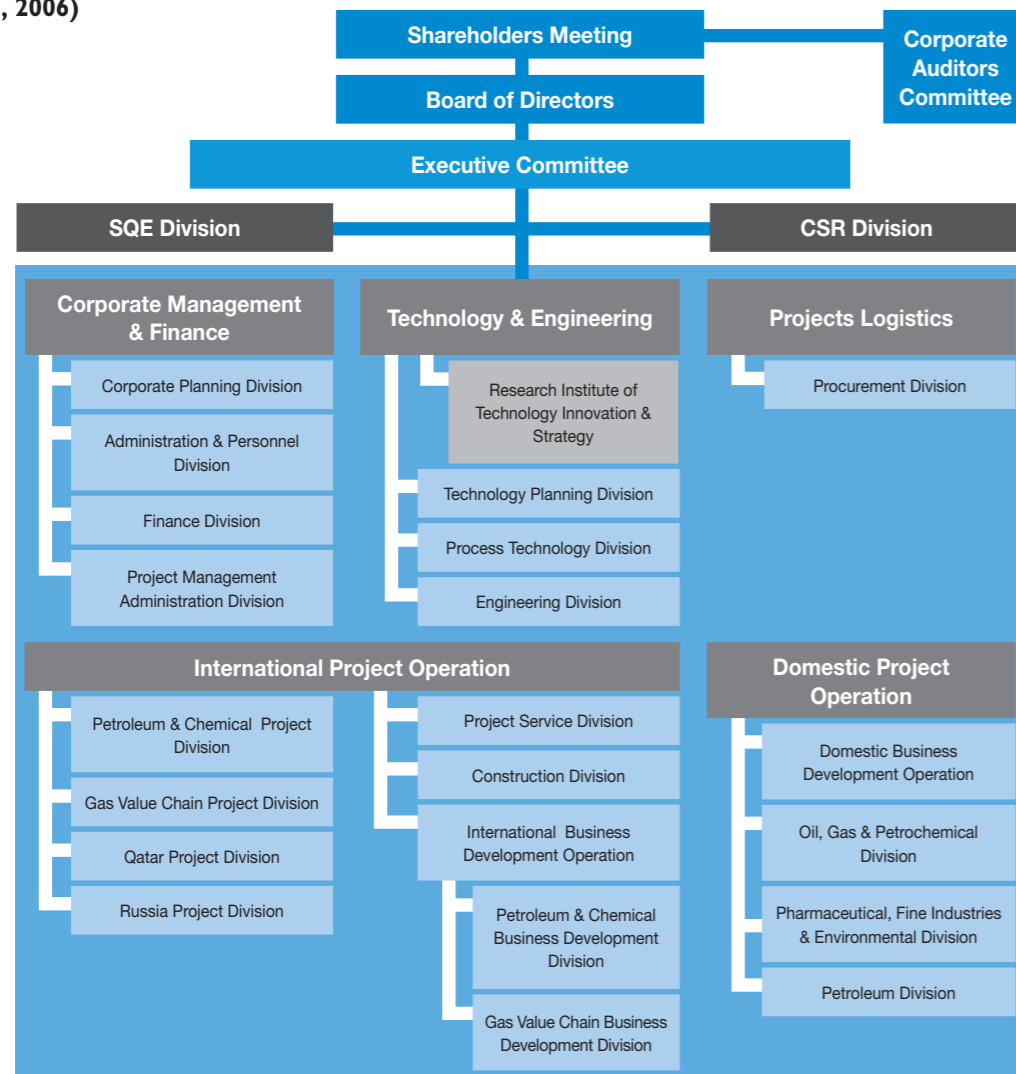 , 2006)
Shareholders Meeting
Corporate
Auditors
Committee
Board of Directors
Executive Committee
SQE Division
CSR Division
Corporate Management
& Finance
Corporate Planning Division
Administration & Personnel
Division
Finance Division
Project Management
Administration Division
Technology & Engineering
Research Institute of
Technology Innovation &
Strategy
Technology Planning Division
Process Technology Division
Engineering Division
Projects Logistics
Procurement Division
International Project Operation
Petroleum & Chemical Project
Division
Gas Value Chain Project Division
Qatar Project Division
Russia Project Division
Project Service Division
Construction Division
International Business
Development Operation
Petroleum & Chemical
Business Development
Division
Gas Value Chain Business
Development Division
Domestic Project
Operation
Domestic Business
Development Operation
Oil, Gas & Petrochemical
Division
Pharmaceutical, Fine Industries
& Environmental Division
Petroleum Division